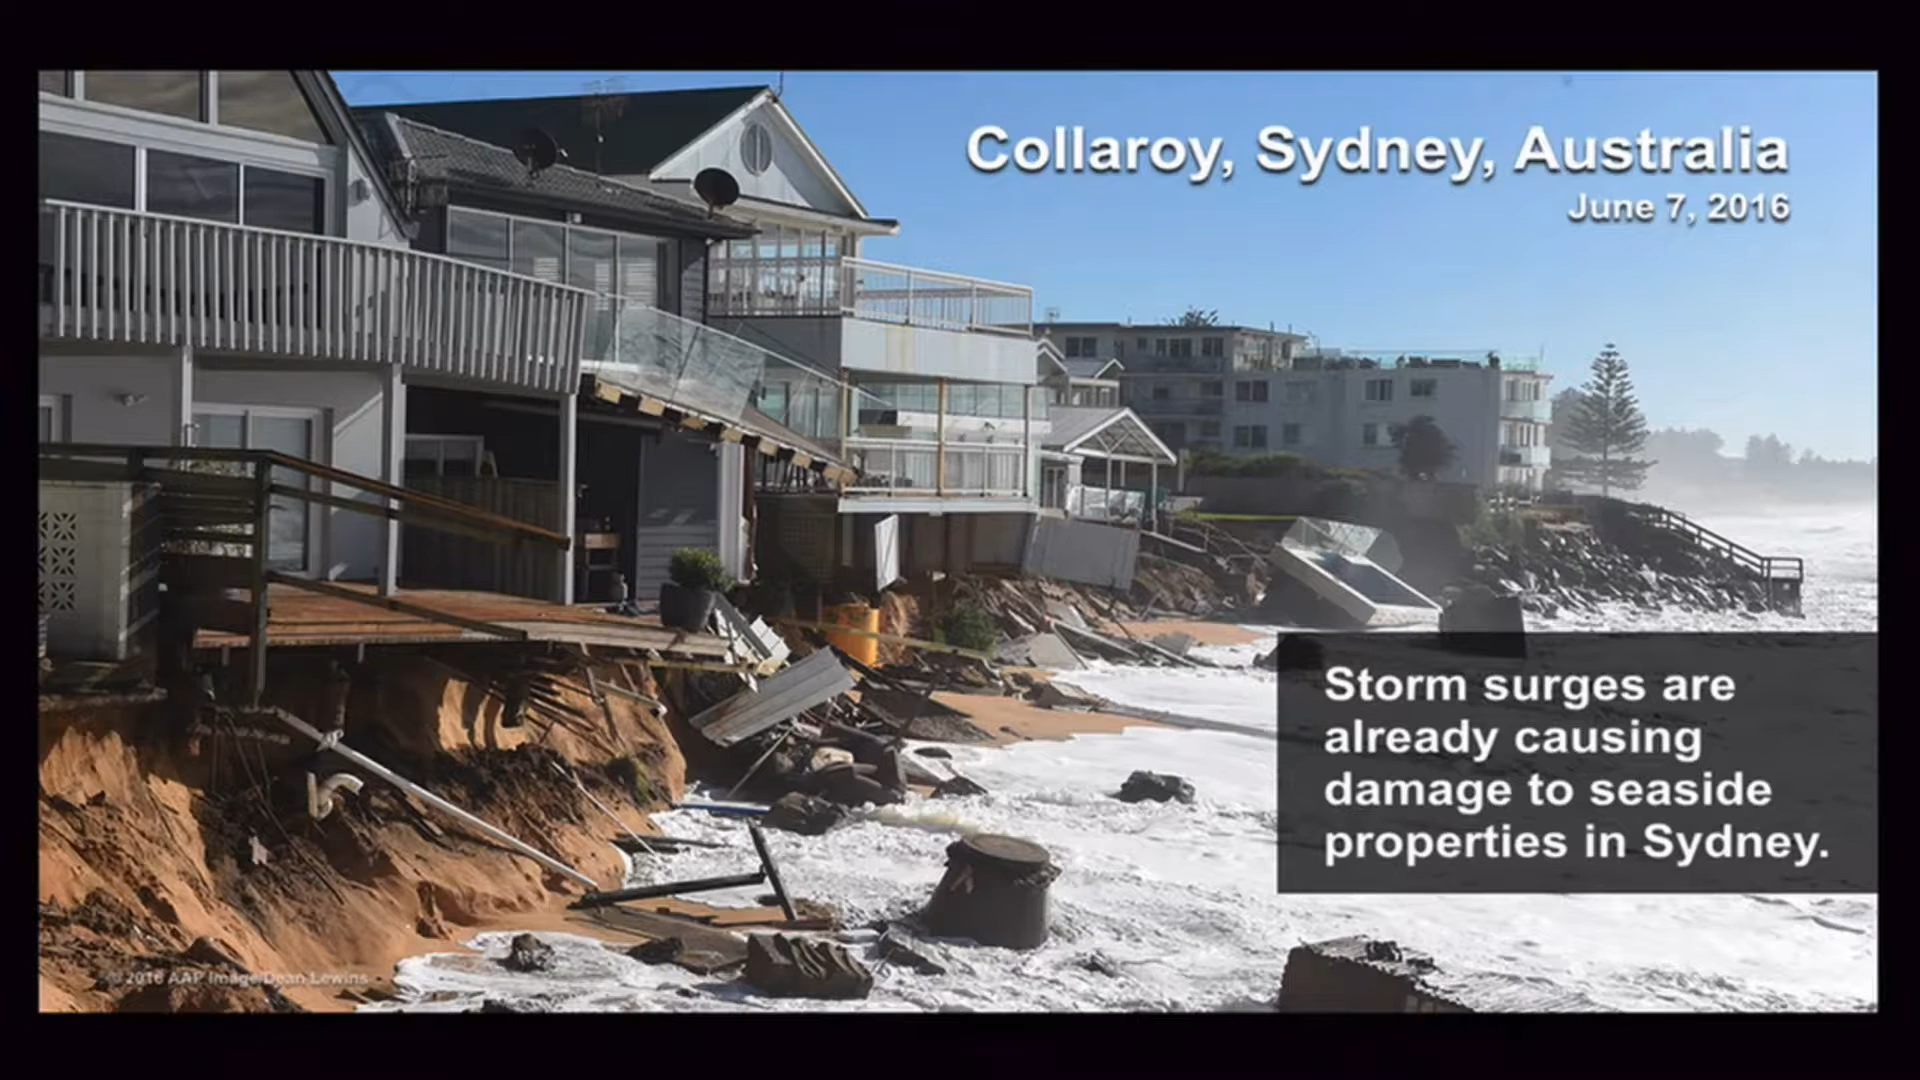 Collaroy, Sydney, Australia
June 7, 2016
Storm surges are
already causing
damage to seaside
properties in Sydney.
© 2016 AAP Image/Dean Lewins